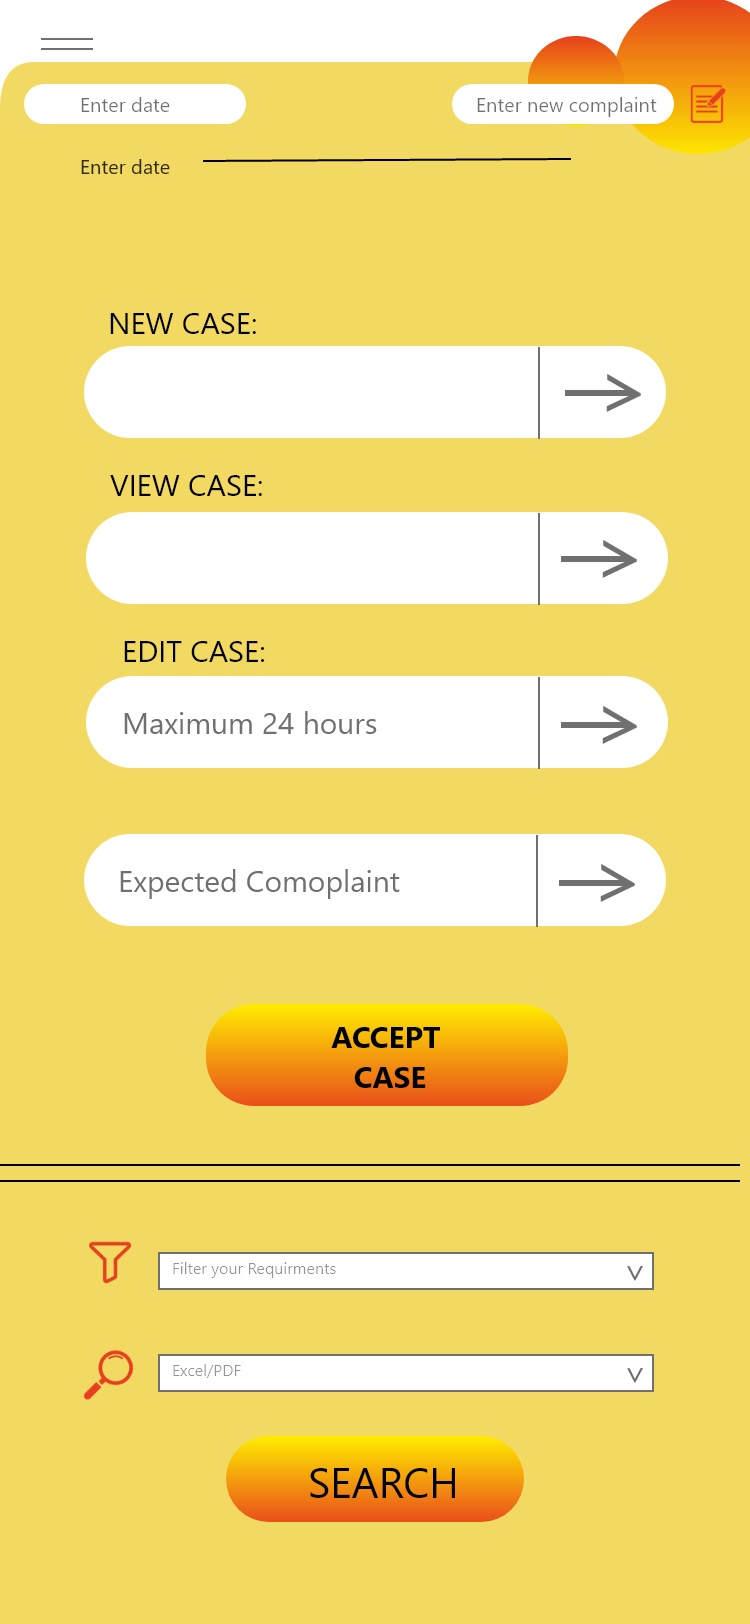 Enter date
Enter new complaint
Enter date
NEW CASE:
VIEW CASE:
EDIT CASE:
Maximum 24 hours
Expected Comoplaint
ACCEPT
CASE
Filter your Requirments
Excel/PDF
SEARCH